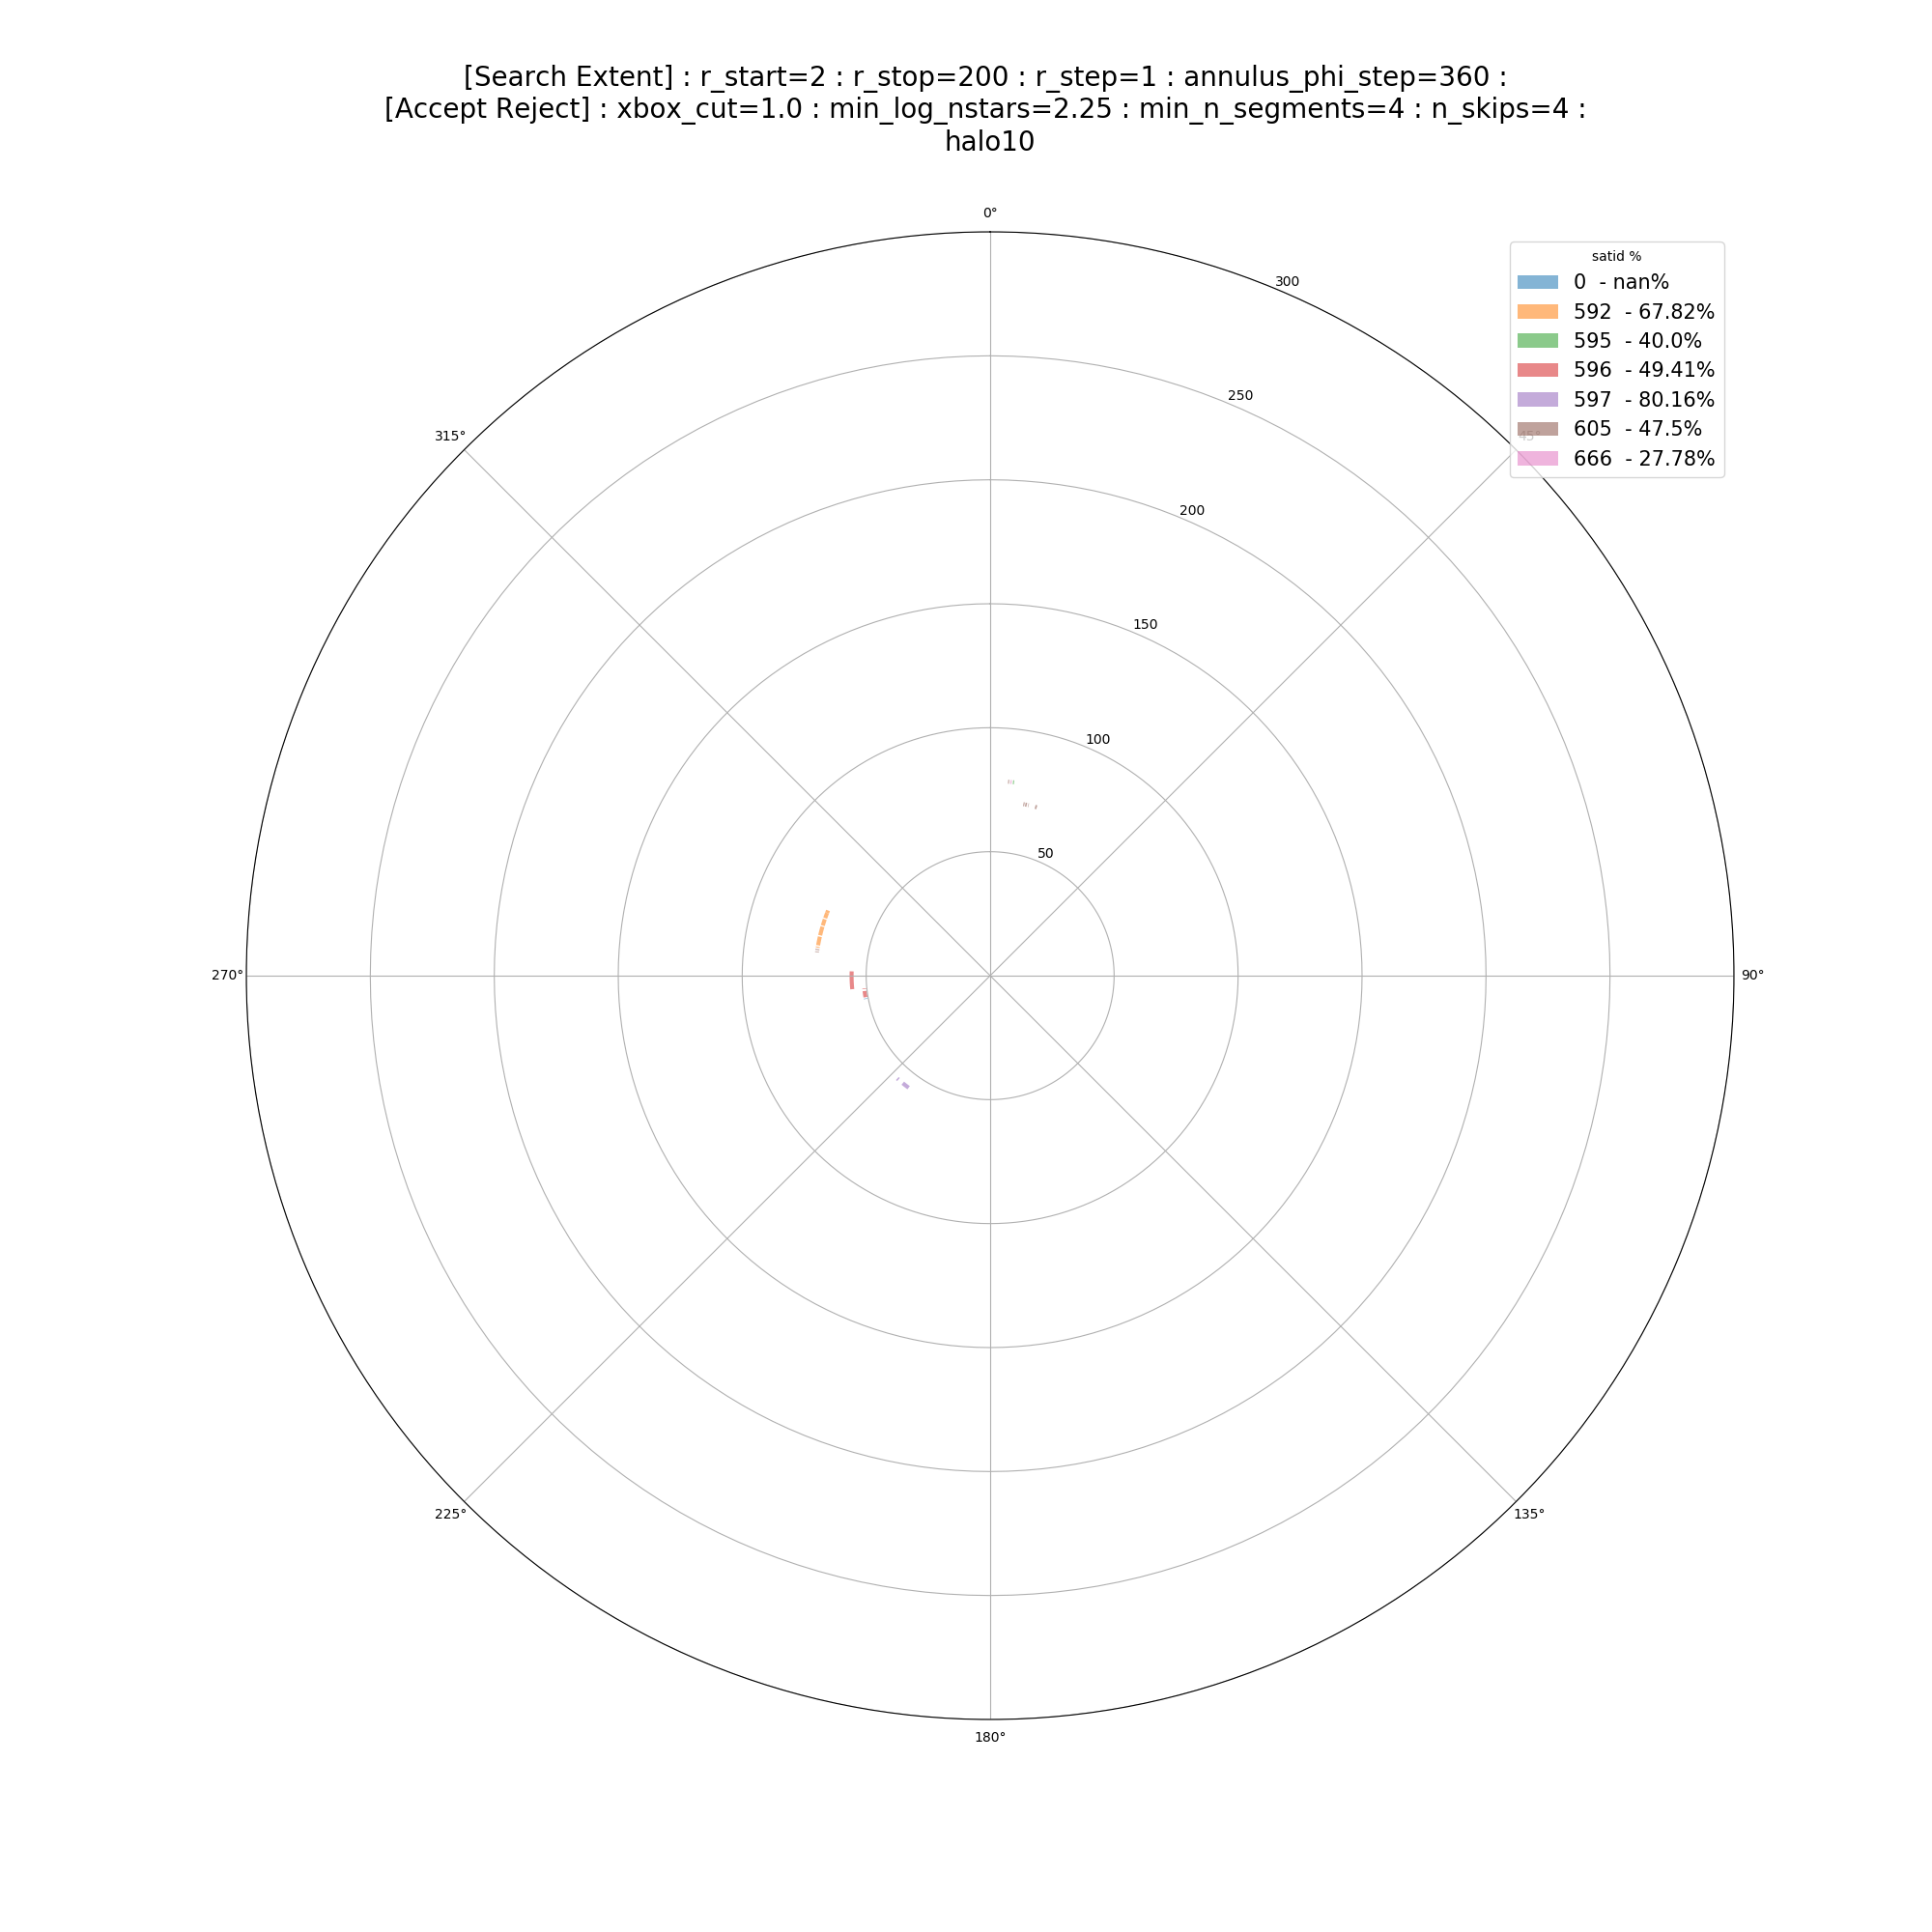 [Search Extent] : r_start=2 : r_stop=200 : r_step=1 : annulus_phi_step=360 :
[Accept Reject] : xbox_cut=1.0 : min_log_nstars=2.25 : min_n_segments=4 : n_skips=4 :
halo10
0°
satid %
0 - nan%
592 - 67.82%
595 - 40.0%
596 - 49.41%
597 - 80.16%
605 - 47.5%
666 - 27.78%
45°
300
250
200
150
100
50
315°
270°
90°
225°
135°
180°